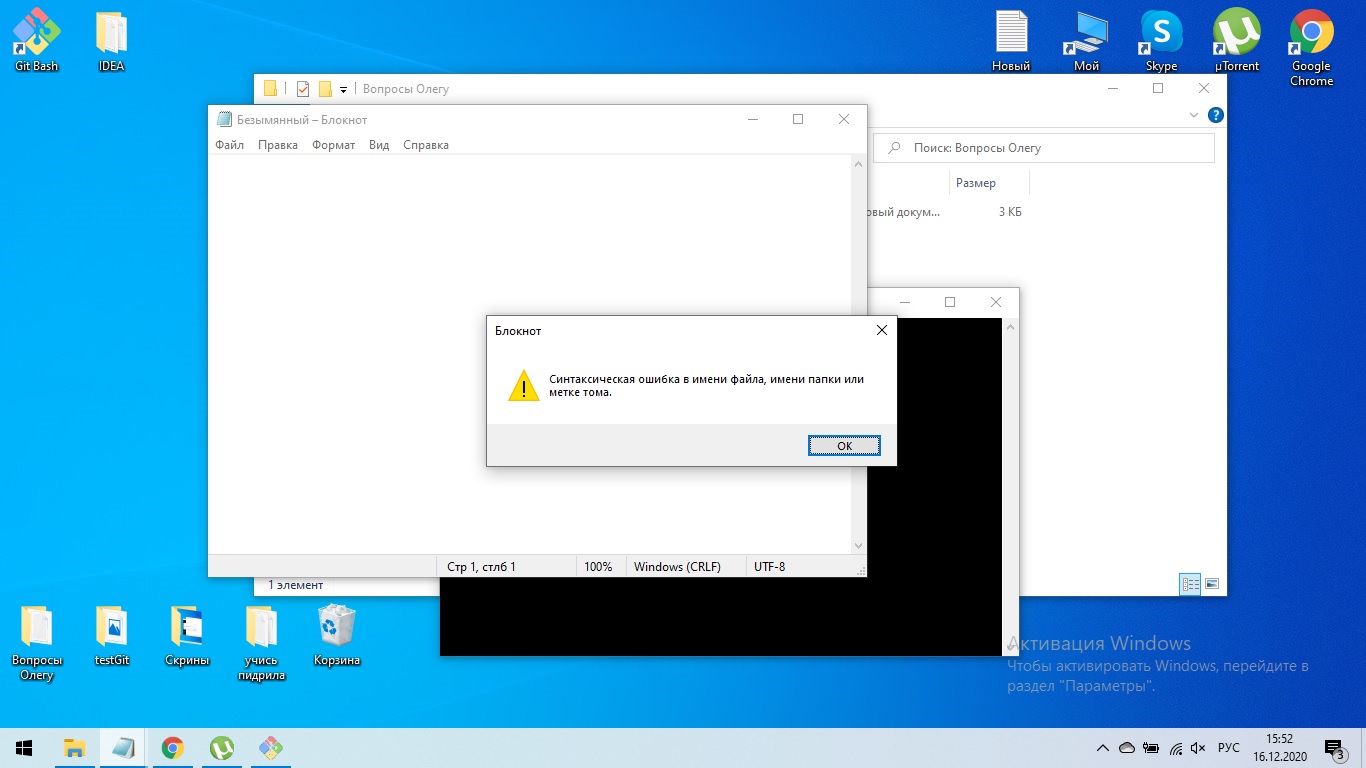 Git Bash
IDEA
Новый
Мой
Skype
µTorrent
Google
Chrome
Вопросы Олегу
Безымянный – Блокнот
Файл Правка Формат Вид Справка
Поиск: Вопросы Олегу
Размер
овый докум... 3 КБ
Блокнот
Синтаксическая ошибка в имени файла, имени папки или
метке тома.
ОК
Стр 1, стлб 1 100% Windows (CRLF) UTF-8
1 элемент
Вопросы
Олегу
testGit
Скрины
учись
пидрила
Корзина
Активация Windows
Чтобы активировать Windows, перейдите в
раздел "Параметры".
РУС
15:52
16.12.2020
3